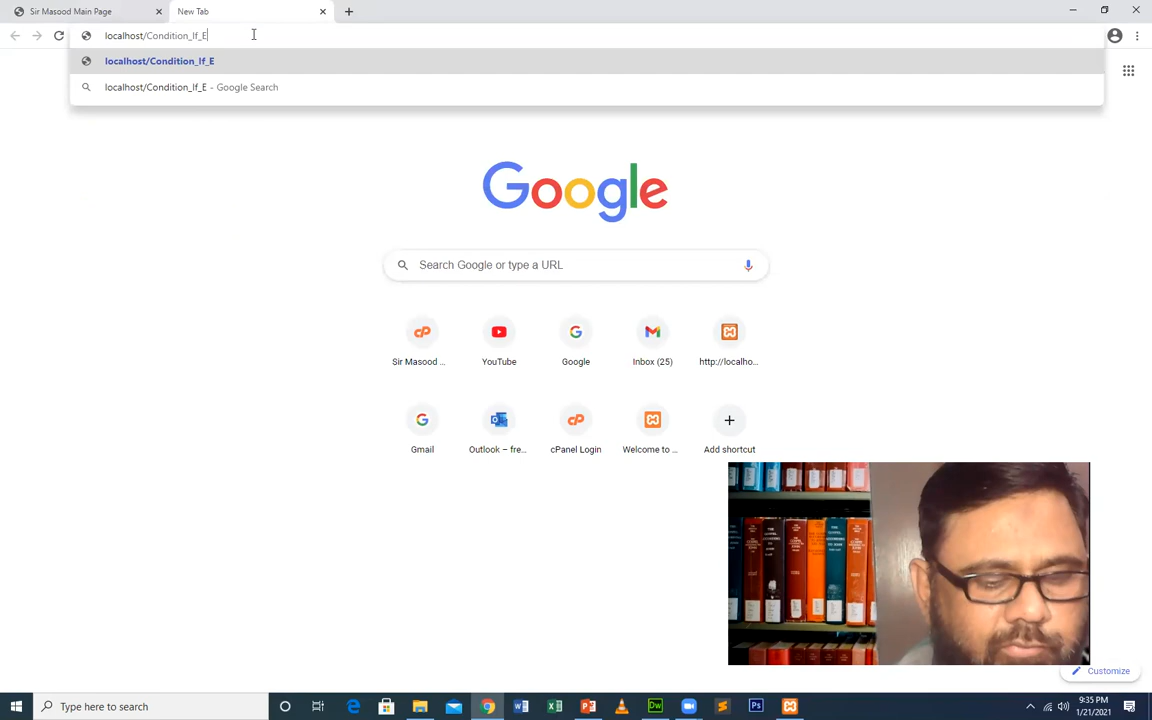 Sir Masood Main Page
New Tab
localhost/Condition_If_E
localhost/Condition_If_E
localhost/Condition_If_E - Google Search
Google
Search Google or type a URL
Sir Masood ...
YouTube
Google
Inbox (25)
http://localho...
Gmail
Outlook – fre...
cPanel Login
Welcome to ...
Add shortcut
Customize
Type here to search
9:35 PM
1/21/2021